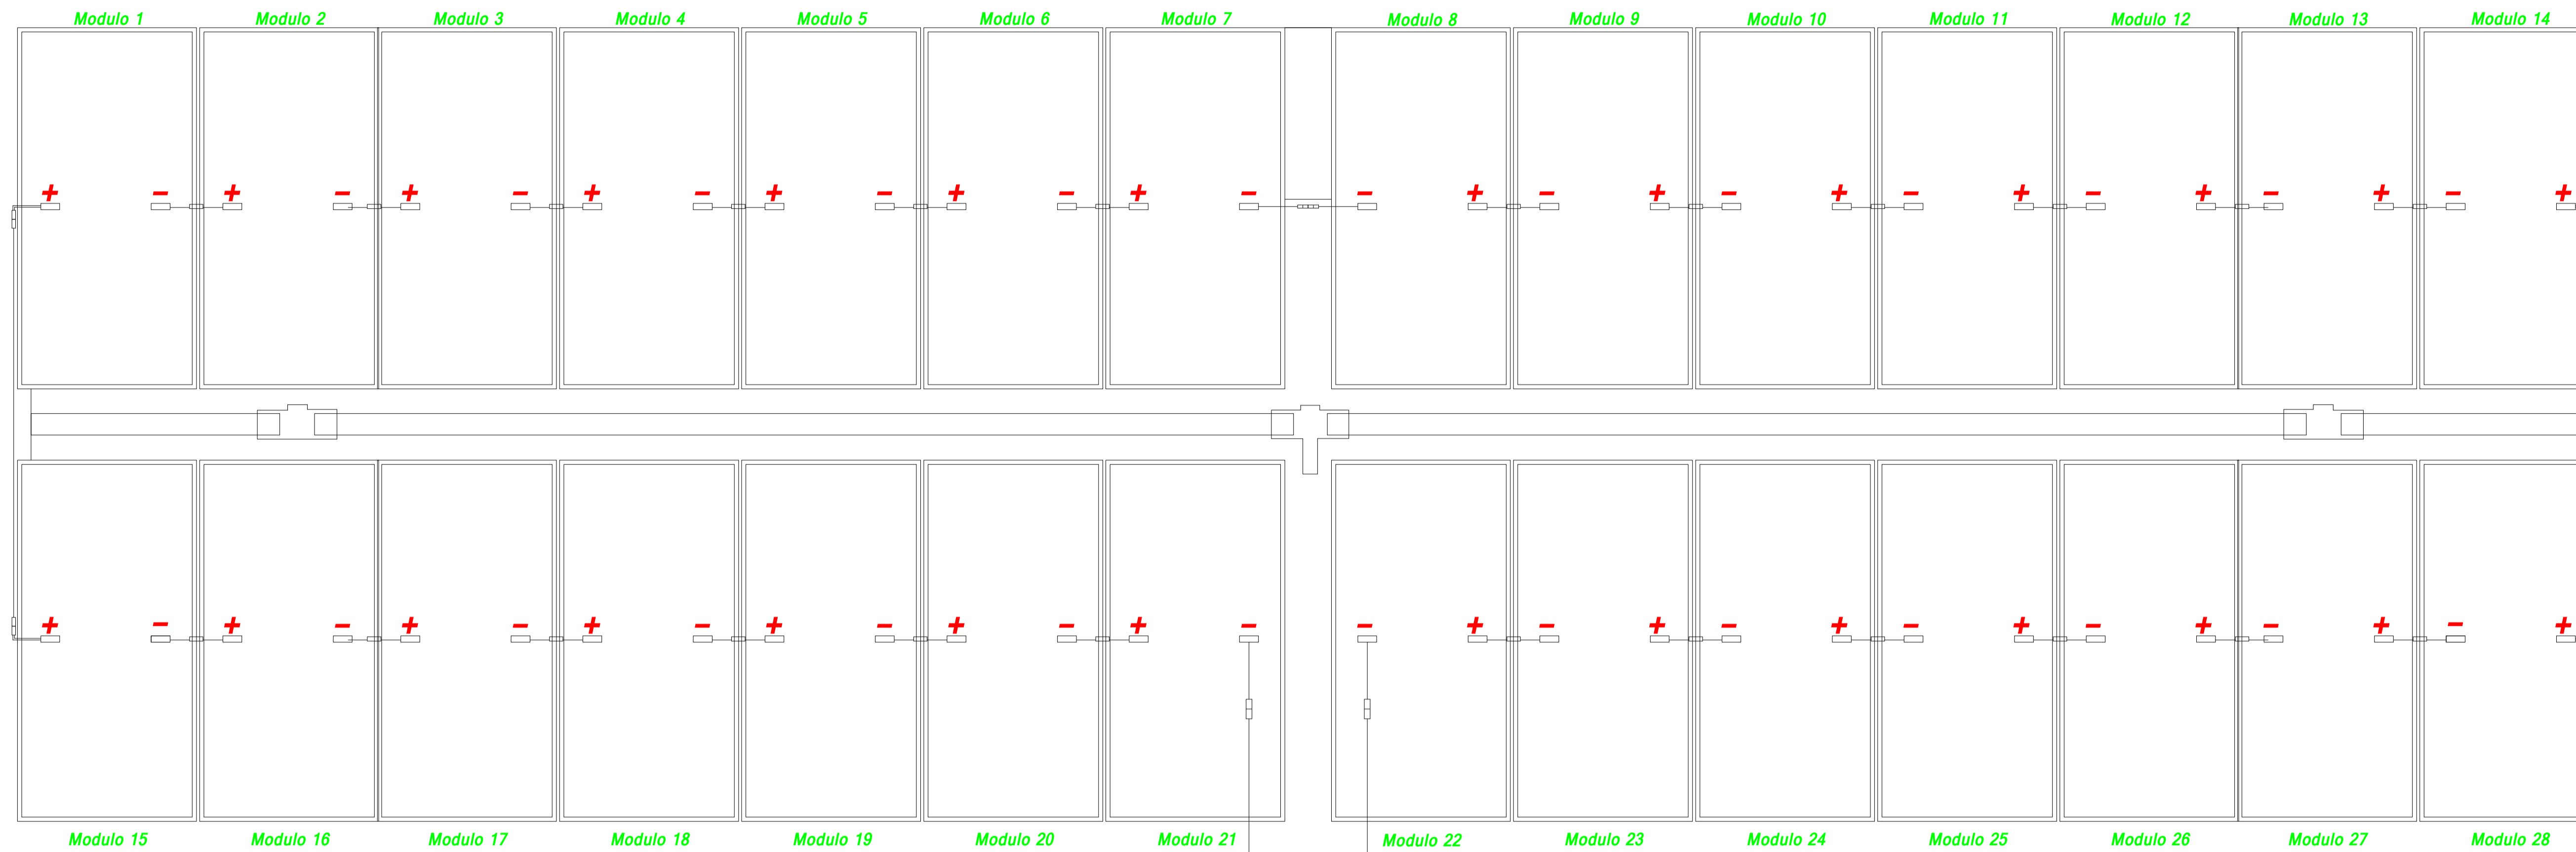 Modulo 1 Modulo 2 Modulo 3 Modulo 4 Modulo 5 Modulo 6 Modulo 7 Modulo 8 Modulo 9 Modulo 10 Modulo 11 Modulo 12 Modulo 13 Modulo 14
+ − + − + − + − + − + − + − − + − + − + − + − + − + − +
+ − + − + − + − + − + − + − − + − + − + − + − + − + − +
Modulo 15 Modulo 16 Modulo 17 Modulo 18 Modulo 19 Modulo 20 Modulo 21 Modulo 22 Modulo 23 Modulo 24 Modulo 25 Modulo 26 Modulo 27 Modulo 28